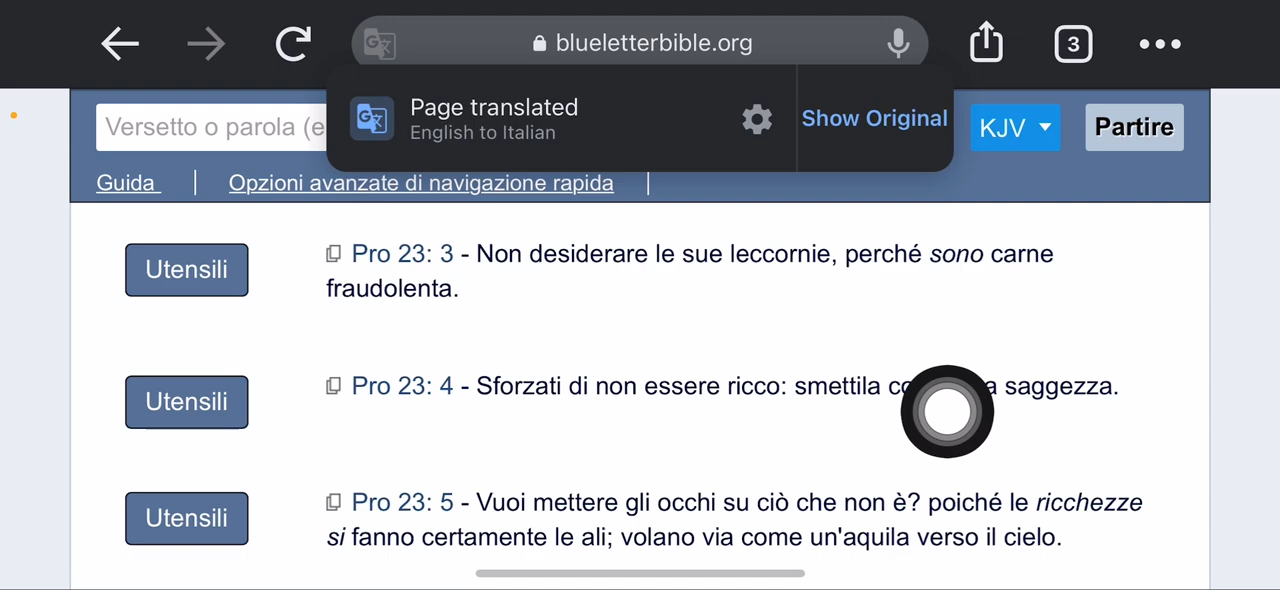 blueletterbible.org
3
Page translated
English to Italian
Show Original
Versetto o parola (e
KJV
Partire
Guida
Opzioni avanzate di navigazione rapida
Utensili
Pro 23: 3 - Non desiderare le sue leccornie, perché sono carne
fraudolenta.
Utensili
Pro 23: 4 - Sforzati di non essere ricco: smettila saggezza.
Utensili
Pro 23: 5 - Vuoi mettere gli occhi su ciò che non è? poiché le ricchezze
si fanno certamente le ali; volano via come un'aquila verso il cielo.